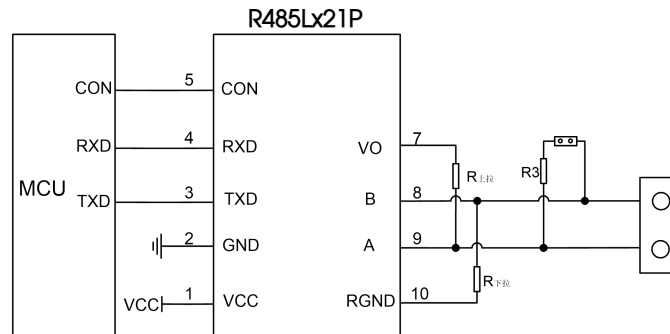 R485Lx21P
CON 5 CON
RXD 4 RXD
VO 7
MCU
R上拉
R3
TXD 3 TXD
B 8
2 GND
A 9
R下拉
VCC 1 VCC
RGND 10